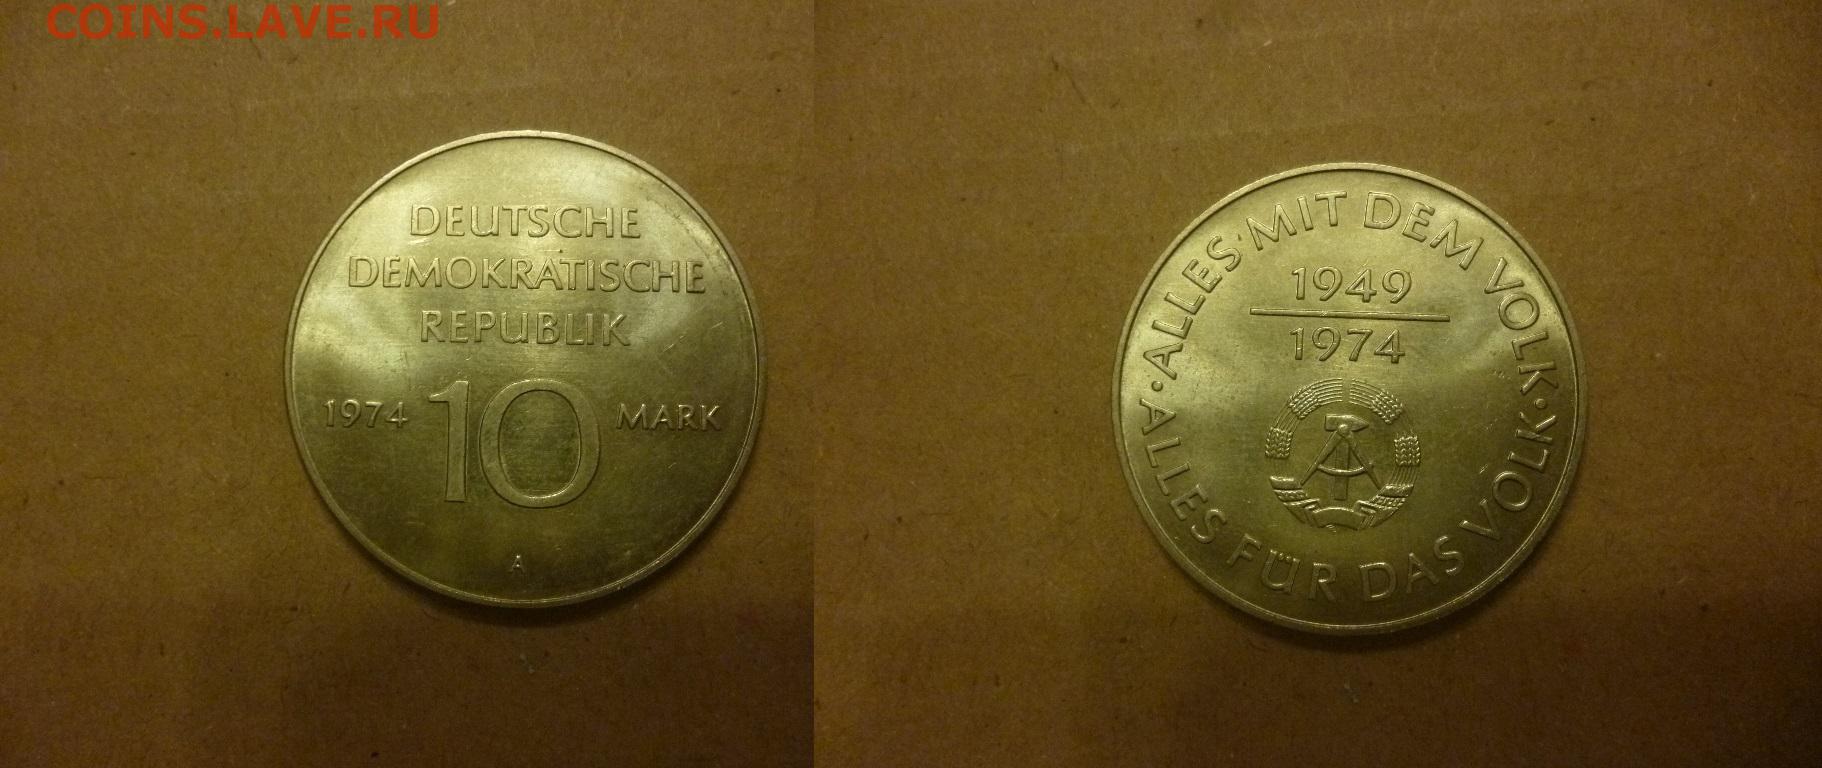 COINS.LAVE.RU
DEUTSCHE
DEMOKRATISCHE
REPUBLIK
1974 10 MARK
A
· ALLES · MIT DEM VOLK ·
1949
1974
ALLES FÜR DAS VOLK